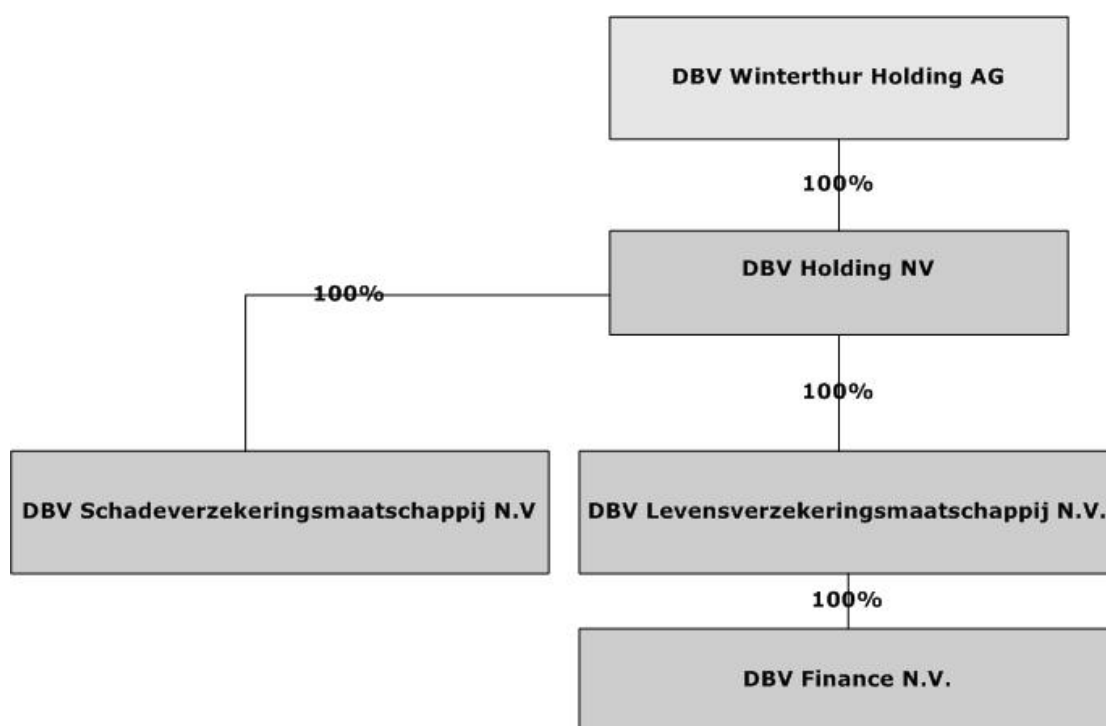 DBV Winterthur Holding AG
100%
DBV Holding NV
100%
100%
DBV Schadeverzekeringsmaatschappij N.V
DBV Levensverzekeringsmaatschappij N.V.
100%
DBV Finance N.V.